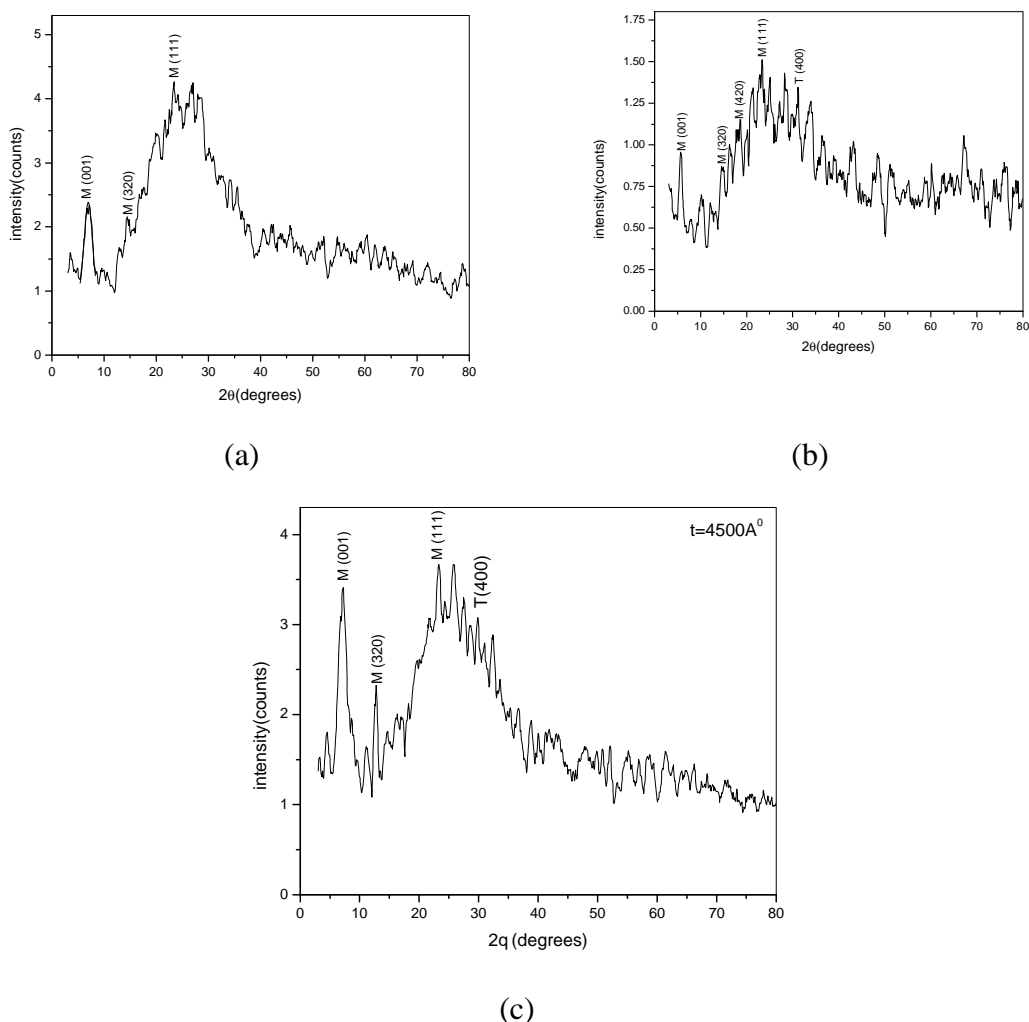 M (001)
M (320)
M (111)
intensity(counts)
5
4
3
2
1
0
0 10 20 30 40 50 60 70 80
2θ(degrees)
(a)
M (001)
M (320)
M (420)
M (111)
T (400)
intensity(counts)
1.75
1.50
1.25
1.00
0.75
0.50
0.25
0.00
0 10 20 30 40 50 60 70 80
2θ(degrees)
(b)
t=4500A⁰
M (001)
M (320)
M (111)
T(400)
intensity(counts)
4
3
2
1
0
0 10 20 30 40 50 60 70 80
2q (degrees)
(c)